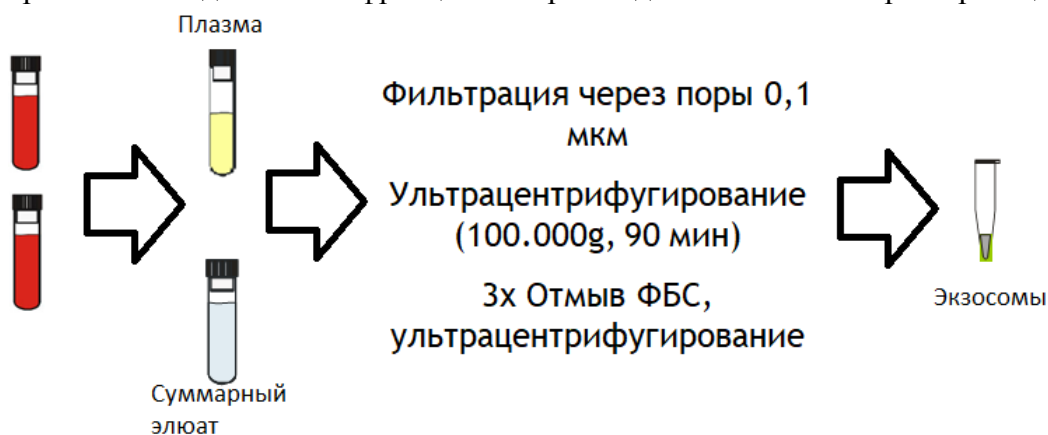 Плазма
Фильтрация через поры 0,1
мкм
Ультрацентрифугирование
(100.000g, 90 мин)
3х Отмыв ФБС,
ультрацентрифугирование
Экзосомы
Суммарный
элюат